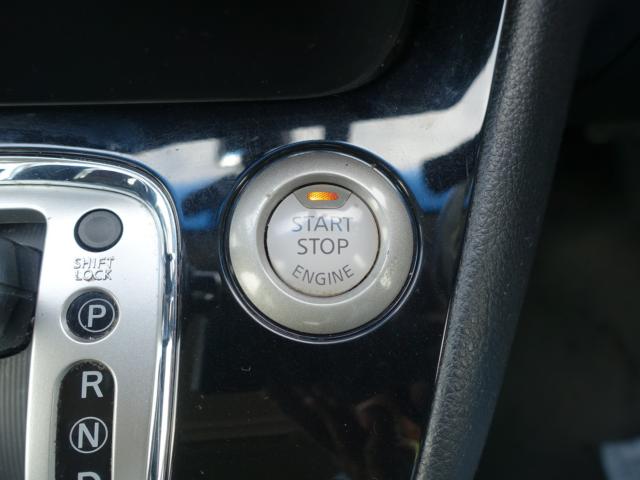 START
STOP
ENGINE
SHIFT
LOCK
P
R
N
D